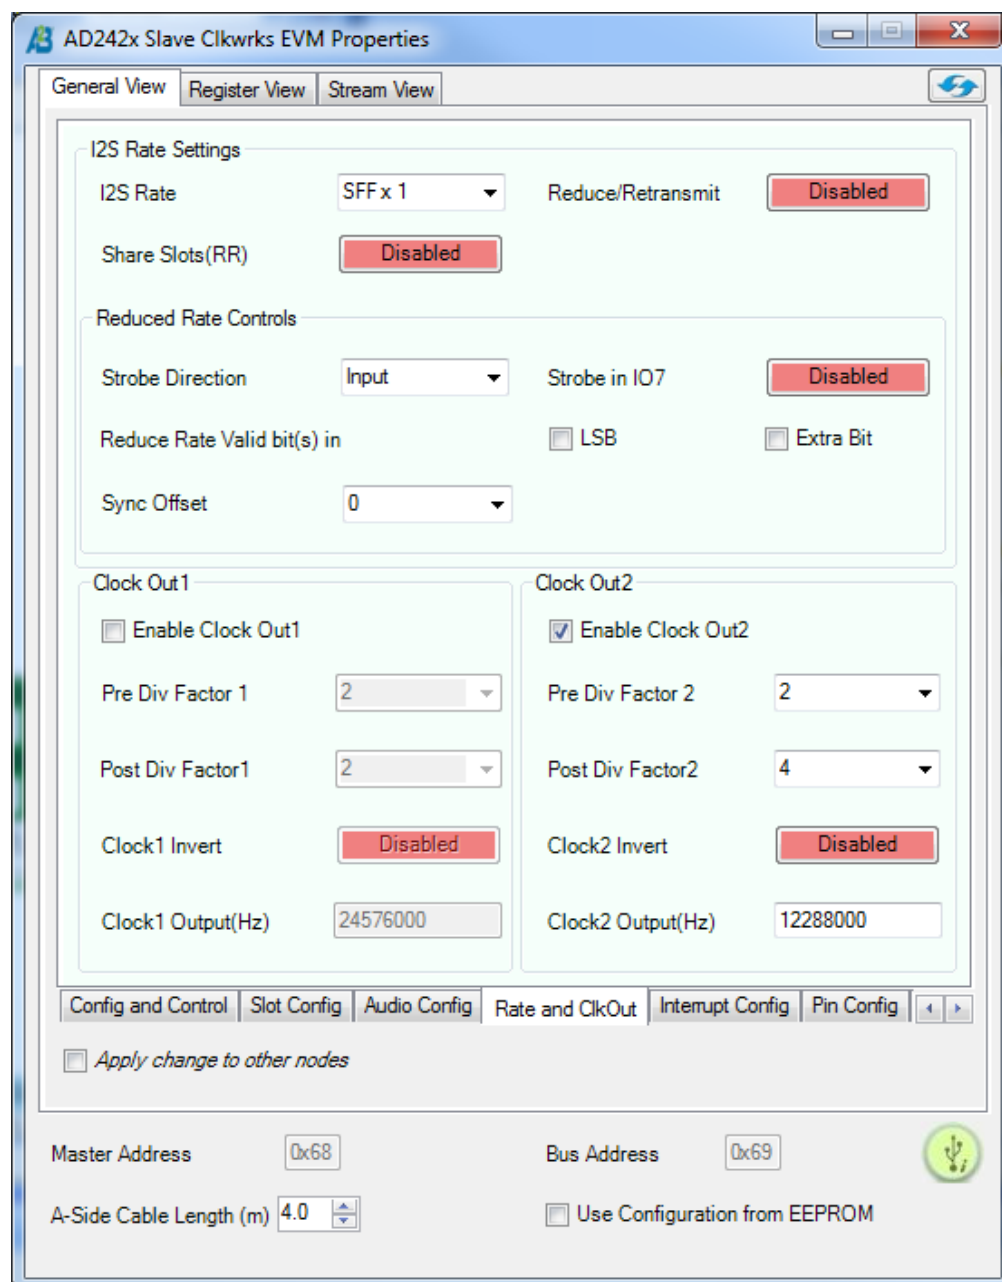 AD242x Slave Clkwrks EVM Properties
General View Register View Stream View
I2S Rate Settings
I2S Rate SFF x 1 Reduce/Retransmit Disabled
Share Slots(RR) Disabled
Reduced Rate Controls
Strobe Direction Input Strobe in IO7 Disabled
Reduce Rate Valid bit(s) in LSB Extra Bit
Sync Offset 0
Clock Out1
Enable Clock Out1
Pre Div Factor 1 2
Post Div Factor1 2
Clock1 Invert Disabled
Clock1 Output(Hz) 24576000
Clock Out2
Enable Clock Out2
Pre Div Factor 2 2
Post Div Factor2 4
Clock2 Invert Disabled
Clock2 Output(Hz) 12288000
Config and Control Slot Config Audio Config Rate and ClkOut Interrupt Config Pin Config
Apply change to other nodes
Master Address 0x68 Bus Address 0x69
A-Side Cable Length (m) 4.0 Use Configuration from EEPROM